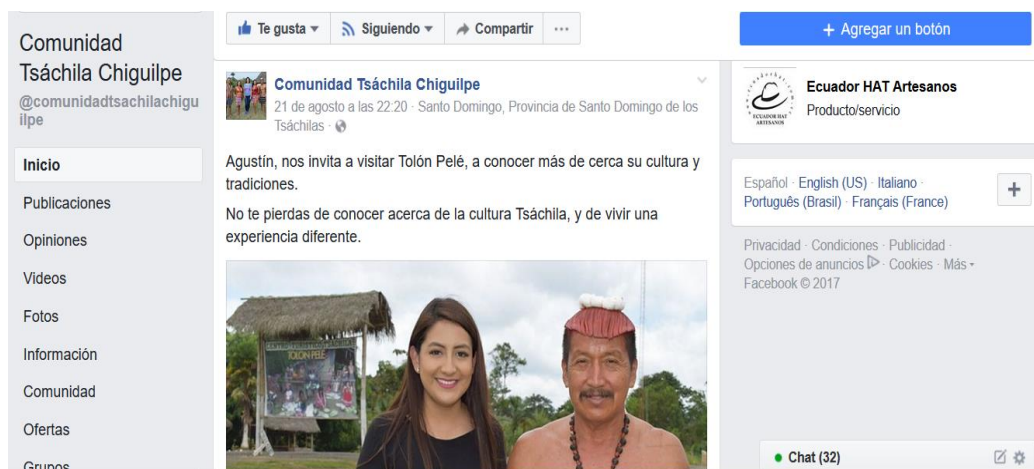 Comunidad
Tsáchila Chiguilpe
@comunidadtsachilachigu
ilpe
Inicio
Publicaciones
Opiniones
Videos
Fotos
Información
Comunidad
Ofertas
Grupos
Te gusta
Siguiendo
Compartir
Comunidad Tsáchila Chiguilpe
21 de agosto a las 22:20 · Santo Domingo, Provincia de Santo Domingo de los
Tsáchilas ·
Agustín, nos invita a visitar Tolón Pelé, a conocer más de cerca su cultura y
tradiciones.
No te pierdas de conocer acerca de la cultura Tsáchila, y de vivir una
experiencia diferente.
TOLON PELE
+ Agregar un botón
ECUADOR HAT
ARTESANOS
Ecuador HAT Artesanos
Producto/servicio
Español · English (US) · Italiano ·
Português (Brasil) · Français (France)
Privacidad · Condiciones · Publicidad ·
Opciones de anuncios · Cookies · Más
Facebook © 2017
Chat (32)